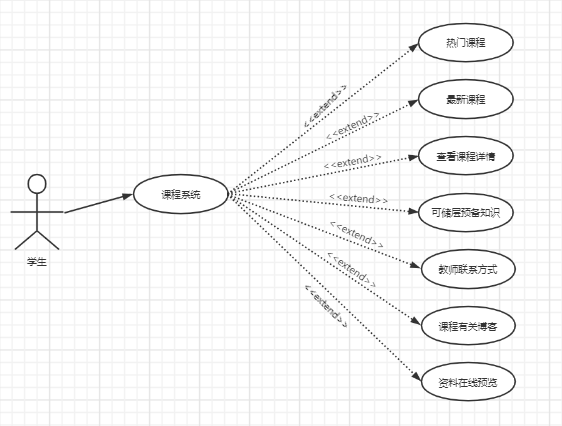 热门课程
<<extend>>
最新课程
<<extend>>
查看课程详情
<<extend>>
课程系统
<<extend>>
可储层预备知识
学生
<<extend>>
教师联系方式
<<extend>>
课程有关博客
<<extend>>
资料在线预览